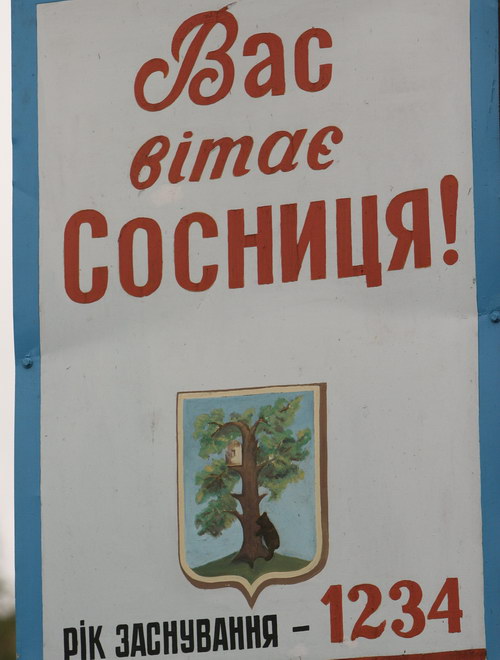 Вас
вітає
Сосниця!
рік заснування – 1234